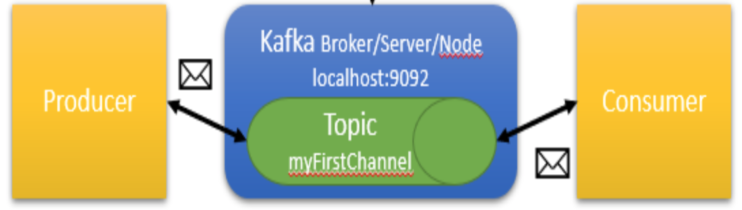 Producer
Kafka Broker/Server/Node
localhost:9092
Topic
myFirstChannel
Consumer